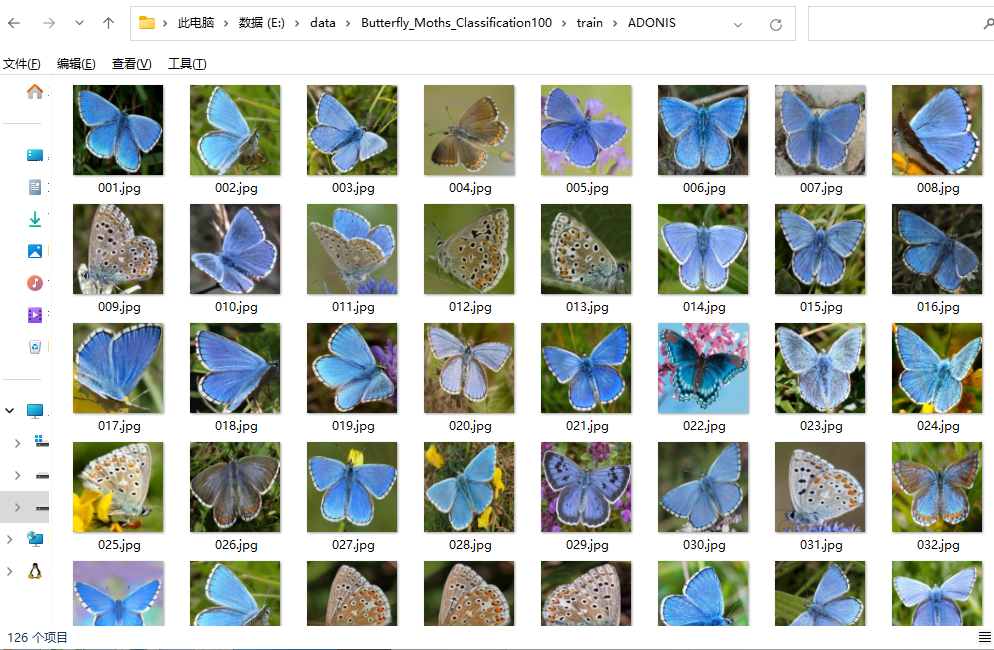 此电脑 > 数据 (E:) > data > Butterfly_Moths_Classification100 > train > ADONIS
文件(F) 编辑(E) 查看(V) 工具(T)
001.jpg 002.jpg 003.jpg 004.jpg 005.jpg 006.jpg 007.jpg 008.jpg
009.jpg 010.jpg 011.jpg 012.jpg 013.jpg 014.jpg 015.jpg 016.jpg
017.jpg 018.jpg 019.jpg 020.jpg 021.jpg 022.jpg 023.jpg 024.jpg
025.jpg 026.jpg 027.jpg 028.jpg 029.jpg 030.jpg 031.jpg 032.jpg
126 个项目